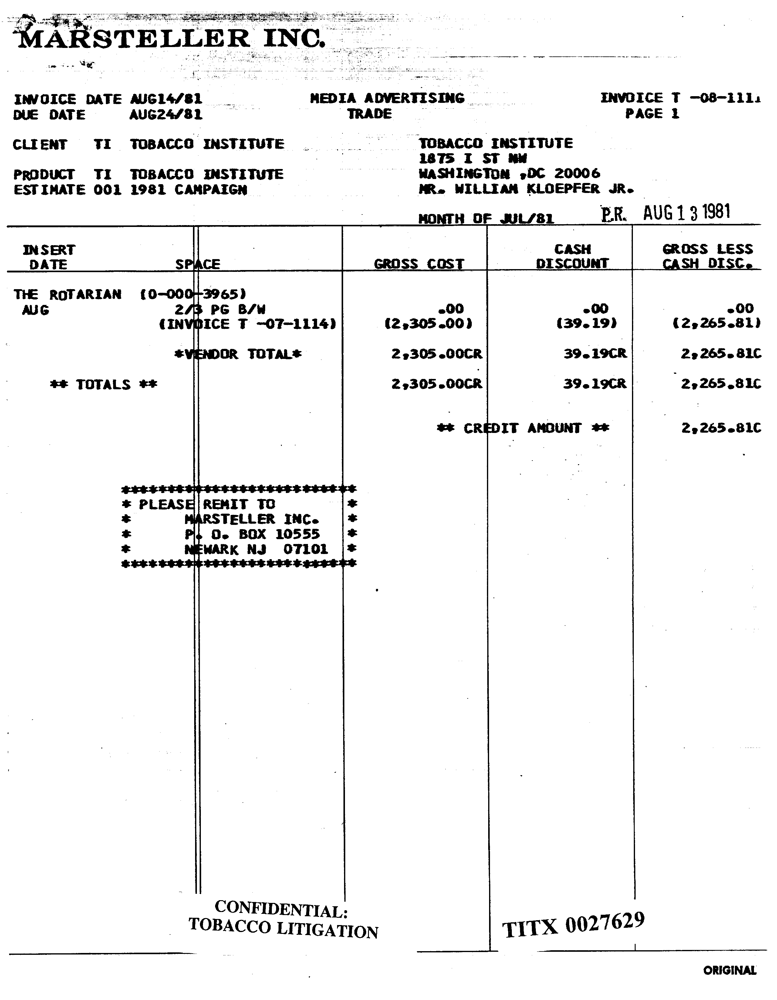 MARSTELLER INC.
INVOICE DATE AUG14/81 MEDIA ADVERTISING INVOICE T -08-111
DUE DATE AUG24/81 TRADE PAGE 1
CLIENT TI TOBACCO INSTITUTE TOBACCO INSTITUTE
1875 I ST NW
PRODUCT TI TOBACCO INSTITUTE WASHINGTON ,DC 20006
ESTIMATE 001 1981 CAMPAIGN MR. WILLIAM KLOEPFER JR.
MONTH OF JUL/81 P.R. AUG 13 1981
INSERT CASH GROSS LESS
DATE SPACE GROSS COST DISCOUNT CASH DISC.
THE ROTARIAN (0-000-3965)
AUG 2/3 PG B/W .00 .00 .00
(INVOICE T -07-1114) (2,305.00) (39.19) (2,265.81)
*VENDOR TOTAL* 2,305.00CR 39.19CR 2,265.81C
** TOTALS ** 2,305.00CR 39.19CR 2,265.81C
** CREDIT AMOUNT ** 2,265.81C
***************************
* PLEASE REMIT TO *
* MARSTELLER INC. *
* P. O. BOX 10555 *
* NEWARK NJ 07101 *
***************************
CONFIDENTIAL:
TOBACCO LITIGATION
TITX 0027629
ORIGINAL